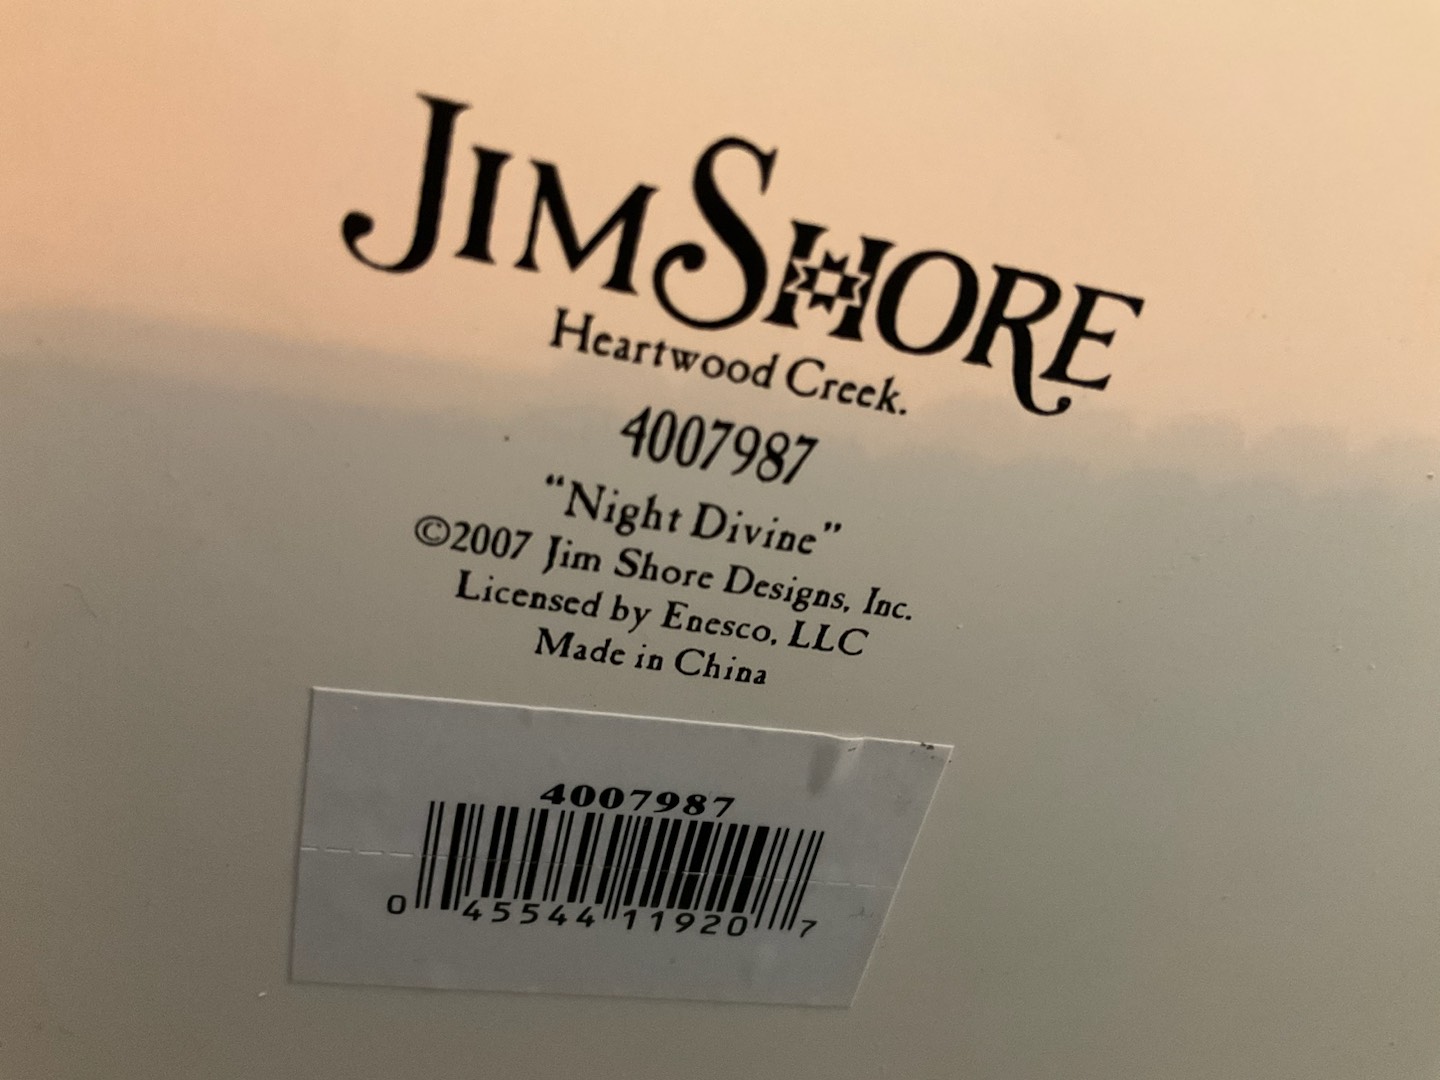 JIM SHORE
Heartwood Creek.
4007987
“Night Divine”
©2007 Jim Shore Designs, Inc.
Licensed by Enesco, LLC
Made in China
4007987
0 45544 11920 7